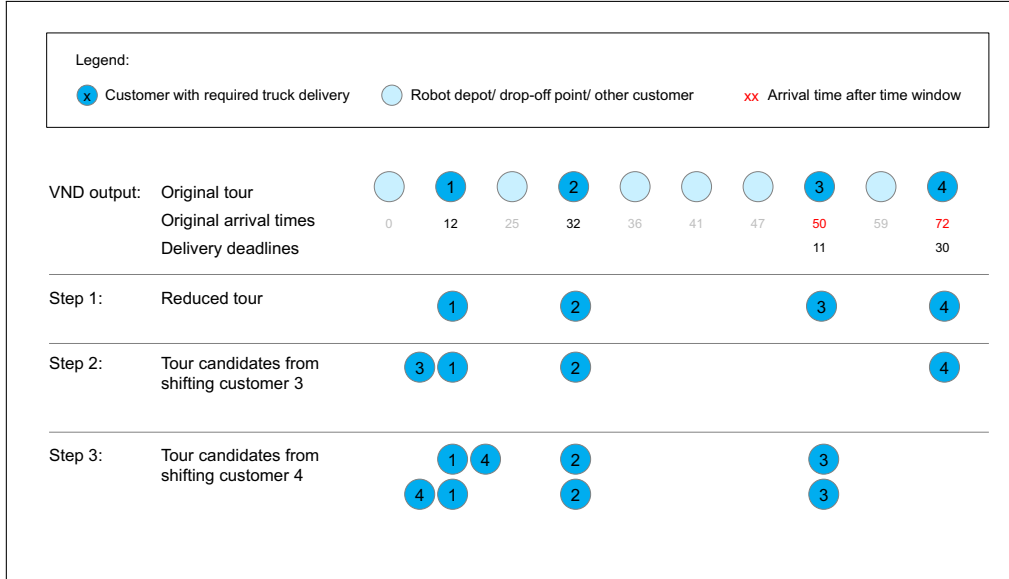 Legend:
x Customer with required truck delivery Robot depot/ drop-off point/ other customer xx Arrival time after time window
VND output: Original tour 1 2 3 4
Original arrival times 0 12 25 32 36 41 47 50 59 72
Delivery deadlines 11 30
Step 1: Reduced tour 1 2 3 4
Step 2: Tour candidates from 3 1 2 4
shifting customer 3
Step 3: Tour candidates from 1 4 2 3
shifting customer 4
4 1 2 3